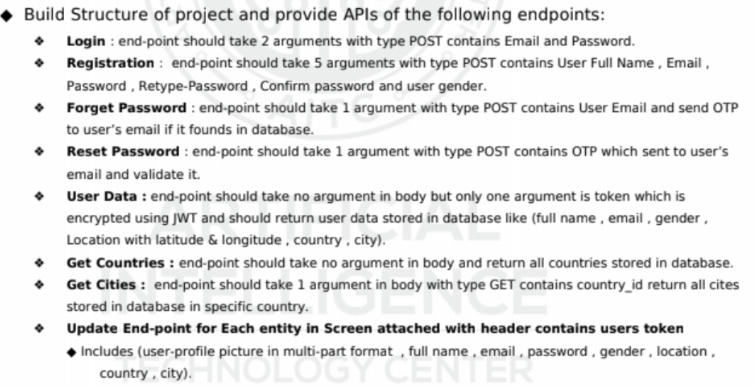 ◆ Build Structure of project and provide APIs of the following endpoints:
❖ Login : end-point should take 2 arguments with type POST contains Email and Password.
❖ Registration : end-point should take 5 arguments with type POST contains User Full Name , Email ,
Password , Retype-Password , Confirm password and user gender.
❖ Forget Password : end-point should take 1 argument with type POST contains User Email and send OTP
to user's email if it founds in database.
❖ Reset Password : end-point should take 1 argument with type POST contains OTP which sent to user's
email and validate it.
❖ User Data : end-point should take no argument in body but only one argument is token which is
encrypted using JWT and should return user data stored in database like (full name , email , gender ,
Location with latitude & longitude , country , city).
❖ Get Countries : end-point should take no argument in body and return all countries stored in database.
❖ Get Cities : end-point should take 1 argument in body with type GET contains country_id return all cites
stored in database in specific country.
❖ Update End-point for Each entity in Screen attached with header contains users token
◆ Includes (user-profile picture in multi-part format , full name , email , password , gender , location ,
country , city).
ARTIFICIAL
INTELLIGENCE
TECHNOLOGY CENTER